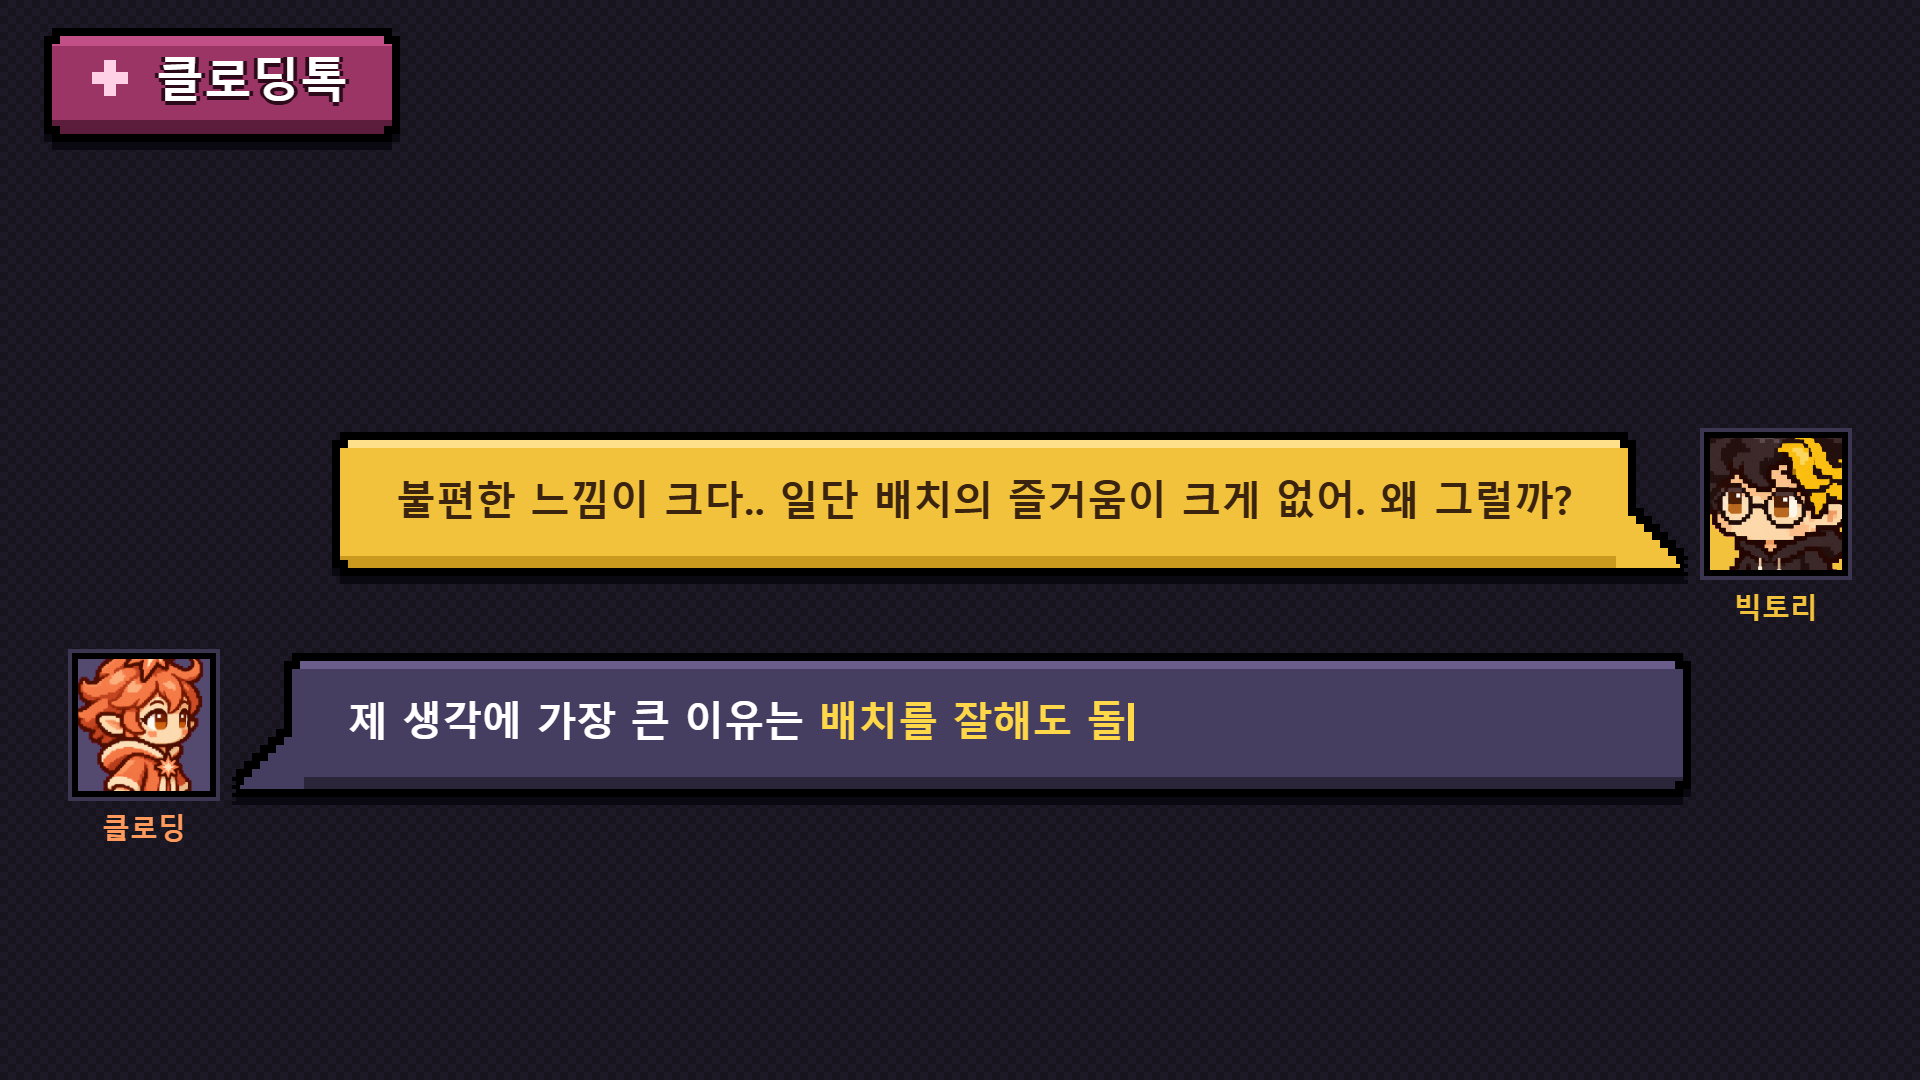 클로딩톡
불편한 느낌이 크다.. 일단 배치의 즐거움이 크게 없어. 왜 그럴까?
빅토리
제 생각에 가장 큰 이유는 배치를 잘해도 돌
클로딩